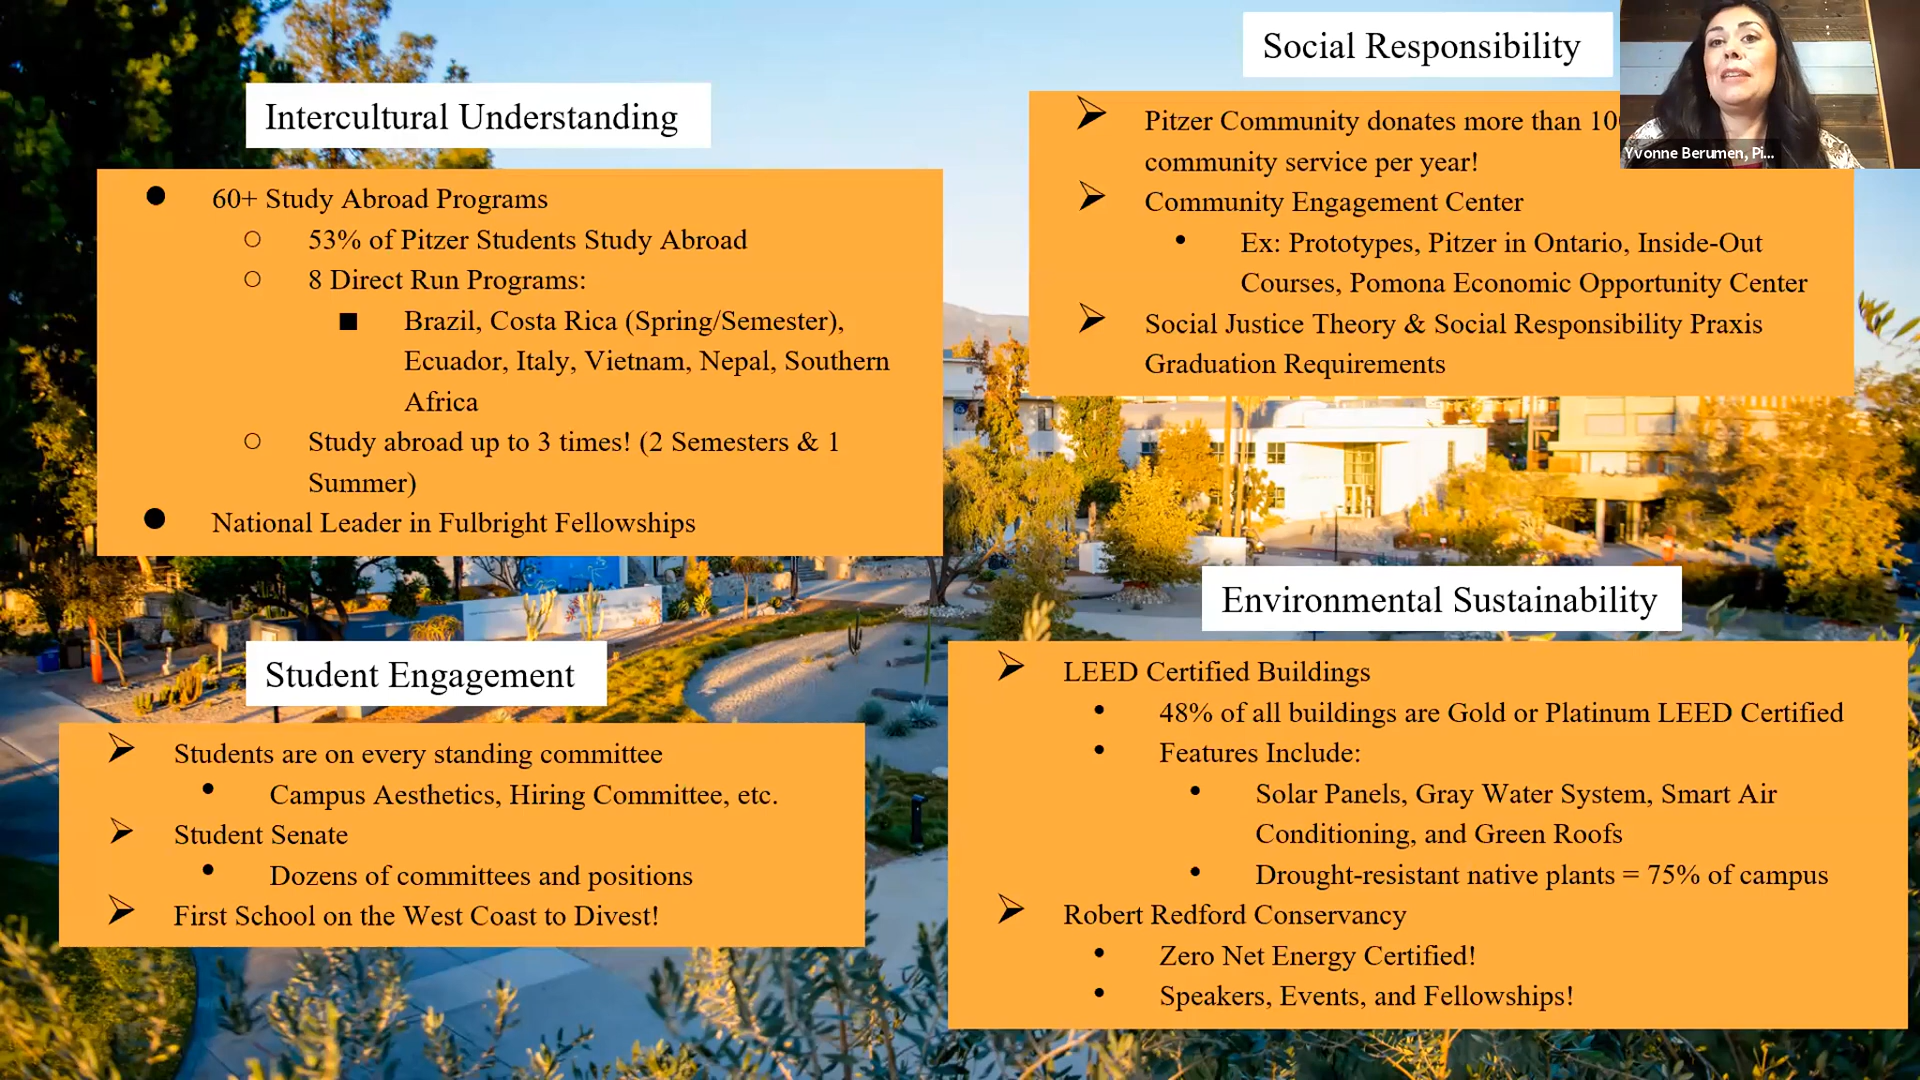 Intercultural Understanding
60+ Study Abroad Programs
53% of Pitzer Students Study Abroad
8 Direct Run Programs:
Brazil, Costa Rica (Spring/Semester),
Ecuador, Italy, Vietnam, Nepal, Southern
Africa
Study abroad up to 3 times! (2 Semesters & 1
Summer)
National Leader in Fulbright Fellowships
Social Responsibility
Pitzer Community donates more than
community service per year!
Community Engagement Center
Ex: Prototypes, Pitzer in Ontario, Inside-Out
Courses, Pomona Economic Opportunity Center
Social Justice Theory & Social Responsibility Praxis
Graduation Requirements
Yvonne Berumen, Pi...
Student Engagement
Students are on every standing committee
Campus Aesthetics, Hiring Committee, etc.
Student Senate
Dozens of committees and positions
First School on the West Coast to Divest!
Environmental Sustainability
LEED Certified Buildings
48% of all buildings are Gold or Platinum LEED Certified
Features Include:
Solar Panels, Gray Water System, Smart Air
Conditioning, and Green Roofs
Drought-resistant native plants = 75% of campus
Robert Redford Conservancy
Zero Net Energy Certified!
Speakers, Events, and Fellowships!